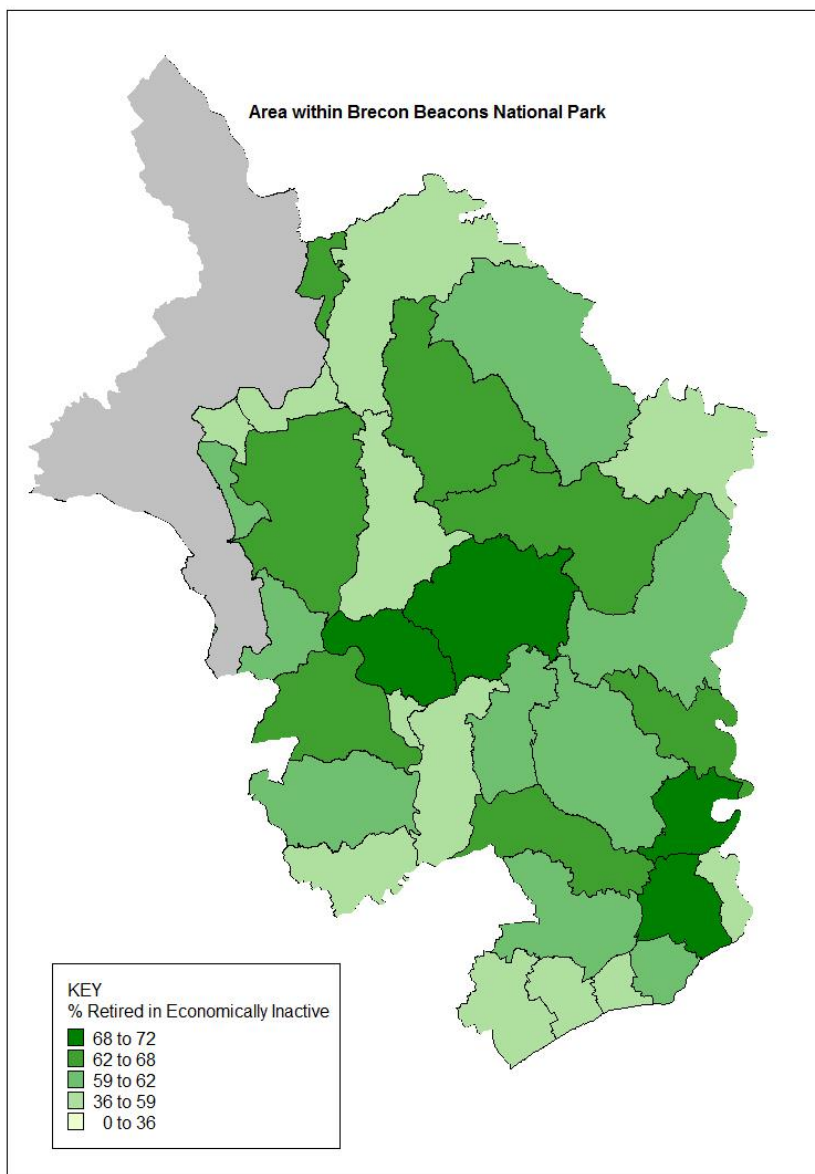 Area within Brecon Beacons National Park
KEY
% Retired in Economically Inactive
68 to 72
62 to 68
59 to 62
36 to 59
0 to 36